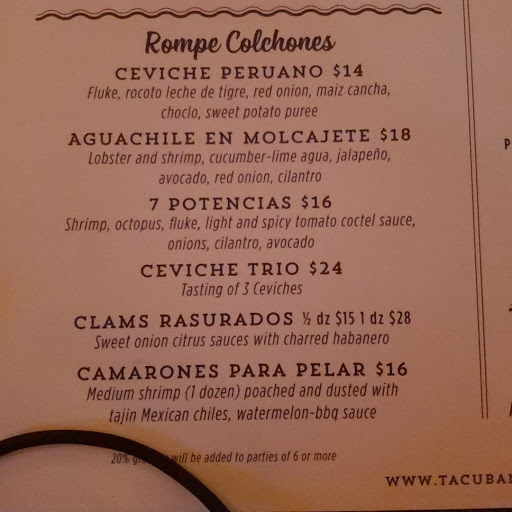 Rompe Colchones
CEVICHE PERUANO $14
Fluke, rocoto leche de tigre, red onion, maiz cancha,
choclo, sweet potato puree
AGUACHILE EN MOLCAJETE $18
Lobster and shrimp, cucumber-lime agua, jalapeño,
avocado, red onion, cilantro
7 POTENCIAS $16
Shrimp, octopus, fluke, light and spicy tomato coctel sauce,
onions, cilantro, avocado
CEVICHE TRIO $24
Tasting of 3 Ceviches
CLAMS RASURADOS ½ dz $15 1 dz $28
Sweet onion citrus sauces with charred habanero
CAMARONES PARA PELAR $16
Medium shrimp (1 dozen) poached and dusted with
tajin Mexican chiles, watermelon-bbq sauce
20% will be added to parties of 6 or more
WWW.TACUBA